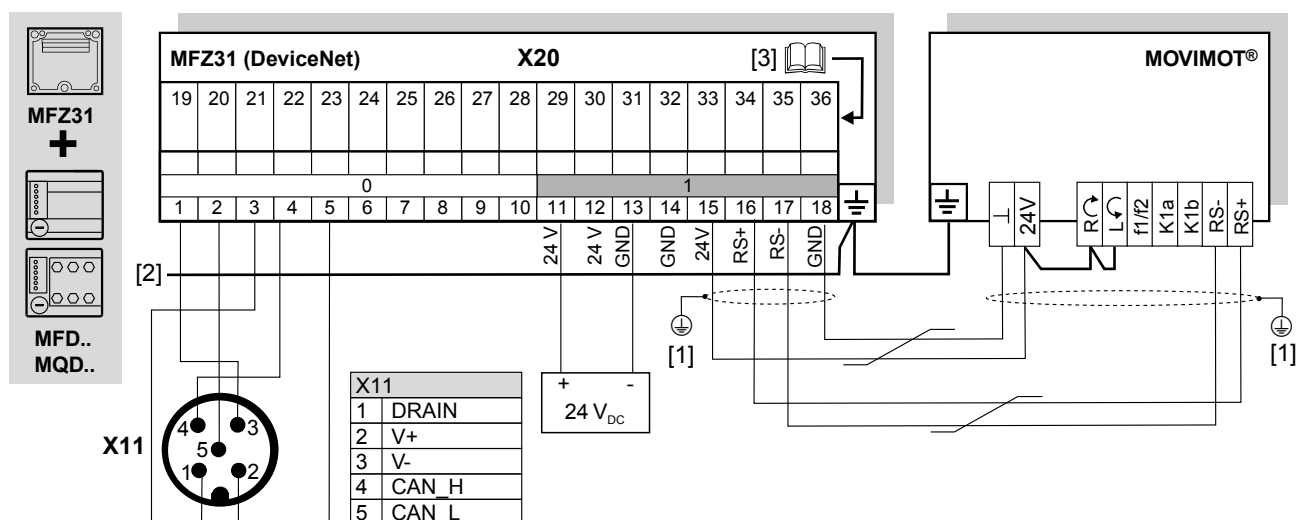 MFZ31
+
MFD..
MQD..
MFZ31 (DeviceNet) X20 [3]
19 20 21 22 23 24 25 26 27 28 29 30 31 32 33 34 35 36
0 1
1 2 3 4 5 6 7 8 9 10 11 12 13 14 15 16 17 18
24 V 24 V GND GND 24V RS+ RS- GND
MOVIMOT®
⊥ 24V R L f1/f2 K1a K1b RS- RS+
[2]
[1]
[1]
+ -
24 VDC
X11
4 3
5
1 2
X11
1 DRAIN
2 V+
3 V-
4 CAN_H
5 CAN_L